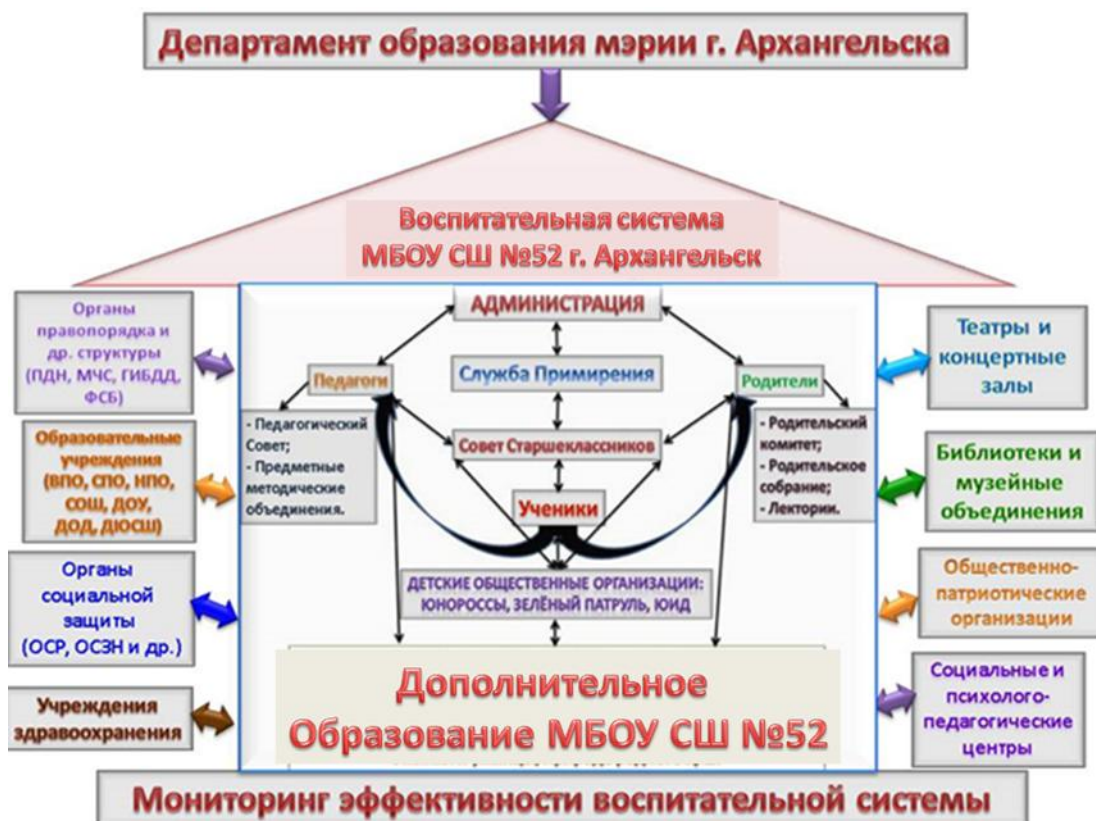 Департамент образования мэрии г. Архангельска
Воспитательная система
МБОУ СШ №52 г. Архангельск
Органы
правопорядка и
др. структуры
(ПДН, МЧС, ГИБДД,
ФСБ)
Образовательные
учреждения
(ВПО, СПО, НПО,
СОШ, ДОУ,
ДОД, ДЮСШ)
Органы
социальной
защиты
(ОСР, ОСЗН и др.)
Учреждения
здравоохранения
АДМИНИСТРАЦИЯ
Педагоги
Служба Примирения
Родители
- Педагогический
Совет;
- Предметные
методические
объединения.
Совет Старшеклассников
- Родительский
комитет;
- Родительское
собрание;
- Лектории.
Ученики
ДЕТСКИЕ ОБЩЕСТВЕННЫЕ ОРГАНИЗАЦИИ:
ЮНОРОССЫ, ЗЕЛЁНЫЙ ПАТРУЛЬ, ЮИД
Дополнительное
Образование МБОУ СШ №52
Театры и
концертные
залы
Библиотеки и
музейные
объединения
Общественно-
патриотические
организации
Социальные и
психолого-
педагогические
центры
Мониторинг эффективности воспитательной системы